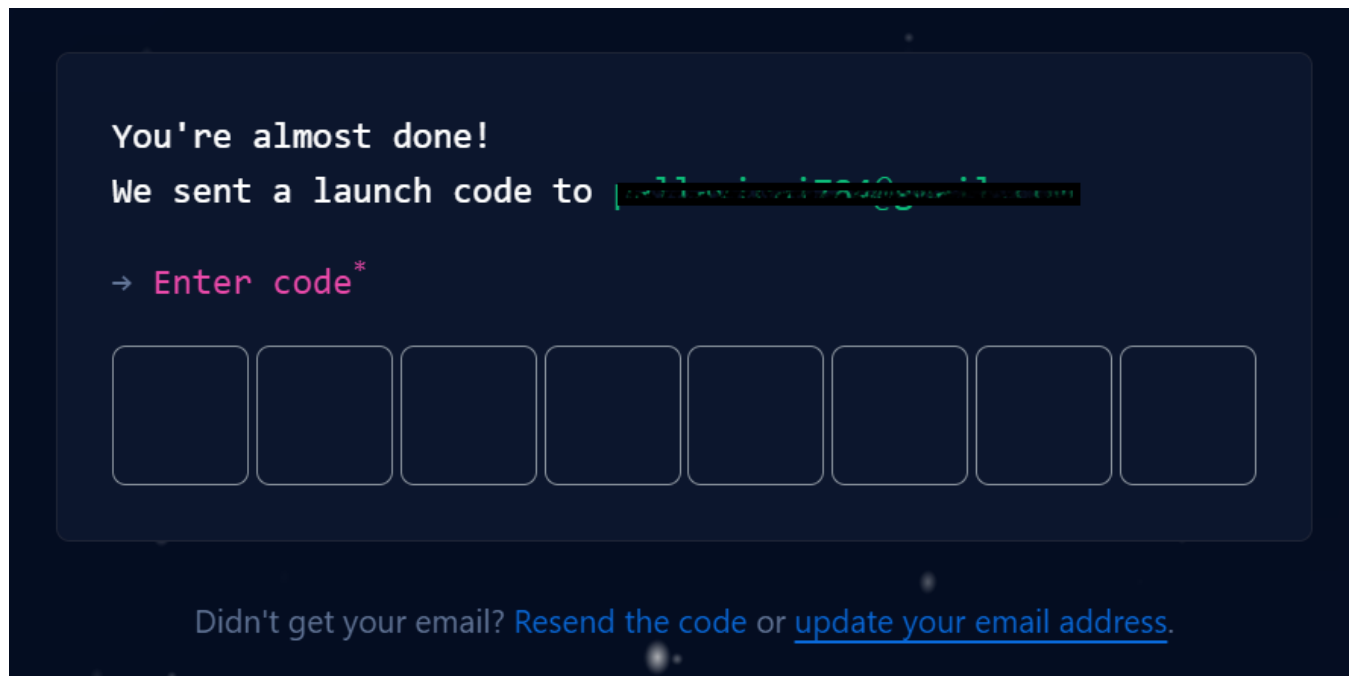 You're almost done!
We sent a launch code to
→ Enter code*
Didn't get your email? Resend the code or update your email address.